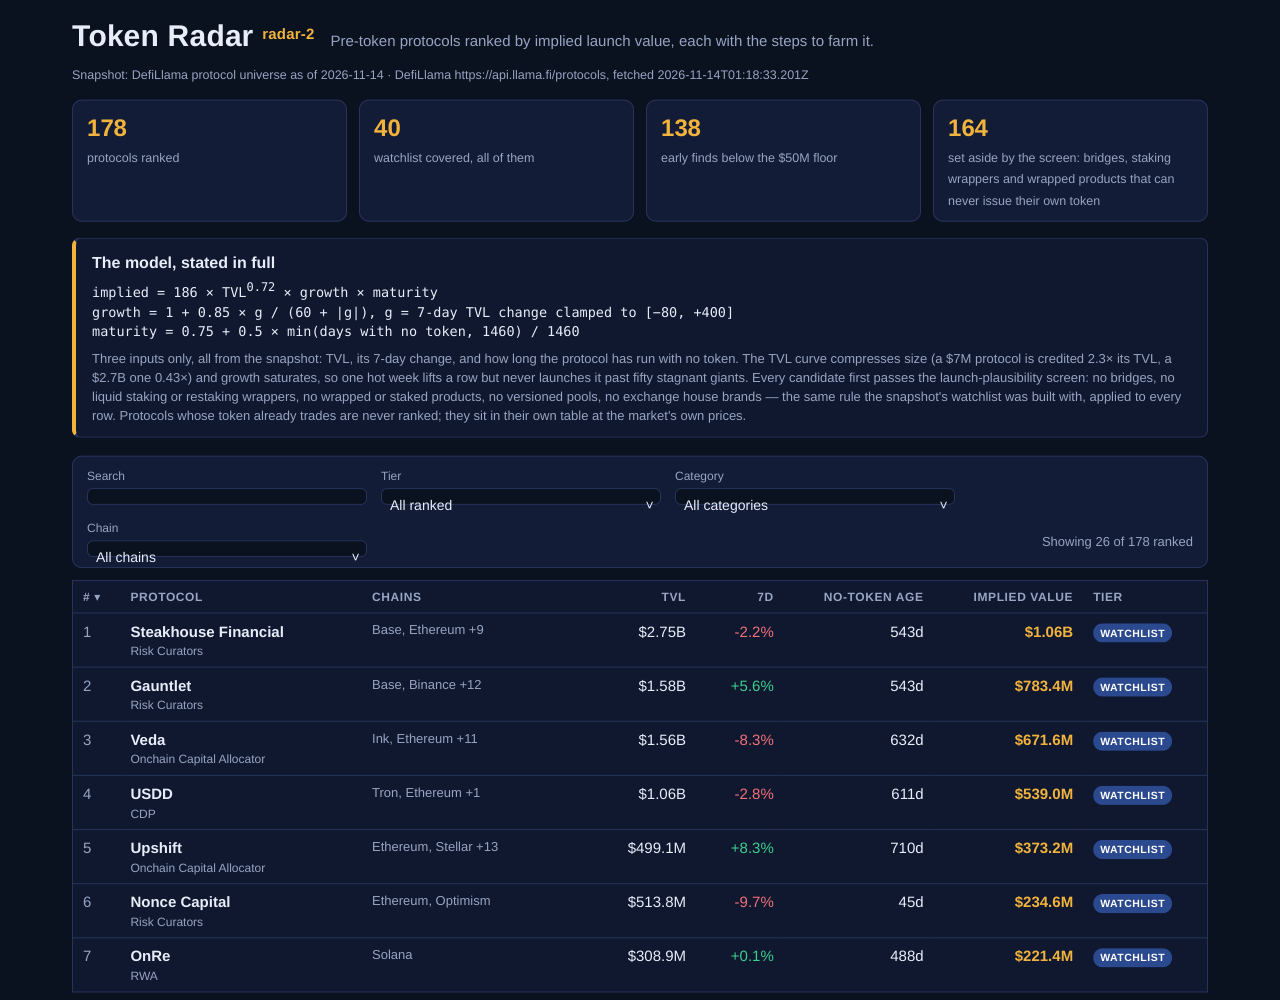 Token Radar radar-2 Pre-token protocols ranked by implied launch value, each with the steps to farm it.
Snapshot: DefiLlama protocol universe as of 2026-11-14 · DefiLlama https://api.llama.fi/protocols, fetched 2026-11-14T01:18:33.201Z
178
protocols ranked
40
watchlist covered, all of them
138
early finds below the $50M floor
164
set aside by the screen: bridges, staking
wrappers and wrapped products that can
never issue their own token
The model, stated in full
implied = 186 × TVL^0.72 × growth × maturity
growth = 1 + 0.85 × g / (60 + |g|), g = 7-day TVL change clamped to [−80, +400]
maturity = 0.75 + 0.5 × min(days with no token, 1460) / 1460
Three inputs only, all from the snapshot: TVL, its 7-day change, and how long the protocol has run with no token. The TVL curve compresses size (a $7M protocol is credited 2.3× its TVL, a
$2.7B one 0.43×) and growth saturates, so one hot week lifts a row but never launches it past fifty stagnant giants. Every candidate first passes the launch-plausibility screen: no bridges, no
liquid staking or restaking wrappers, no wrapped or staked products, no versioned pools, no exchange house brands — the same rule the snapshot's watchlist was built with, applied to every
row. Protocols whose token already trades are never ranked; they sit in their own table at the market's own prices.
Search
Tier
All ranked
Category
All categories
Chain
All chains
Showing 26 of 178 ranked
# ▾ PROTOCOL CHAINS TVL 7D NO-TOKEN AGE IMPLIED VALUE TIER
1 Steakhouse Financial Base, Ethereum +9 $2.75B -2.2% 543d $1.06B WATCHLIST
Risk Curators
2 Gauntlet Base, Binance +12 $1.58B +5.6% 543d $783.4M WATCHLIST
Risk Curators
3 Veda Ink, Ethereum +11 $1.56B -8.3% 632d $671.6M WATCHLIST
Onchain Capital Allocator
4 USDD Tron, Ethereum +1 $1.06B -2.8% 611d $539.0M WATCHLIST
CDP
5 Upshift Ethereum, Stellar +13 $499.1M +8.3% 710d $373.2M WATCHLIST
Onchain Capital Allocator
6 Nonce Capital Ethereum, Optimism $513.8M -9.7% 45d $234.6M WATCHLIST
Risk Curators
7 OnRe Solana $308.9M +0.1% 488d $221.4M WATCHLIST
RWA